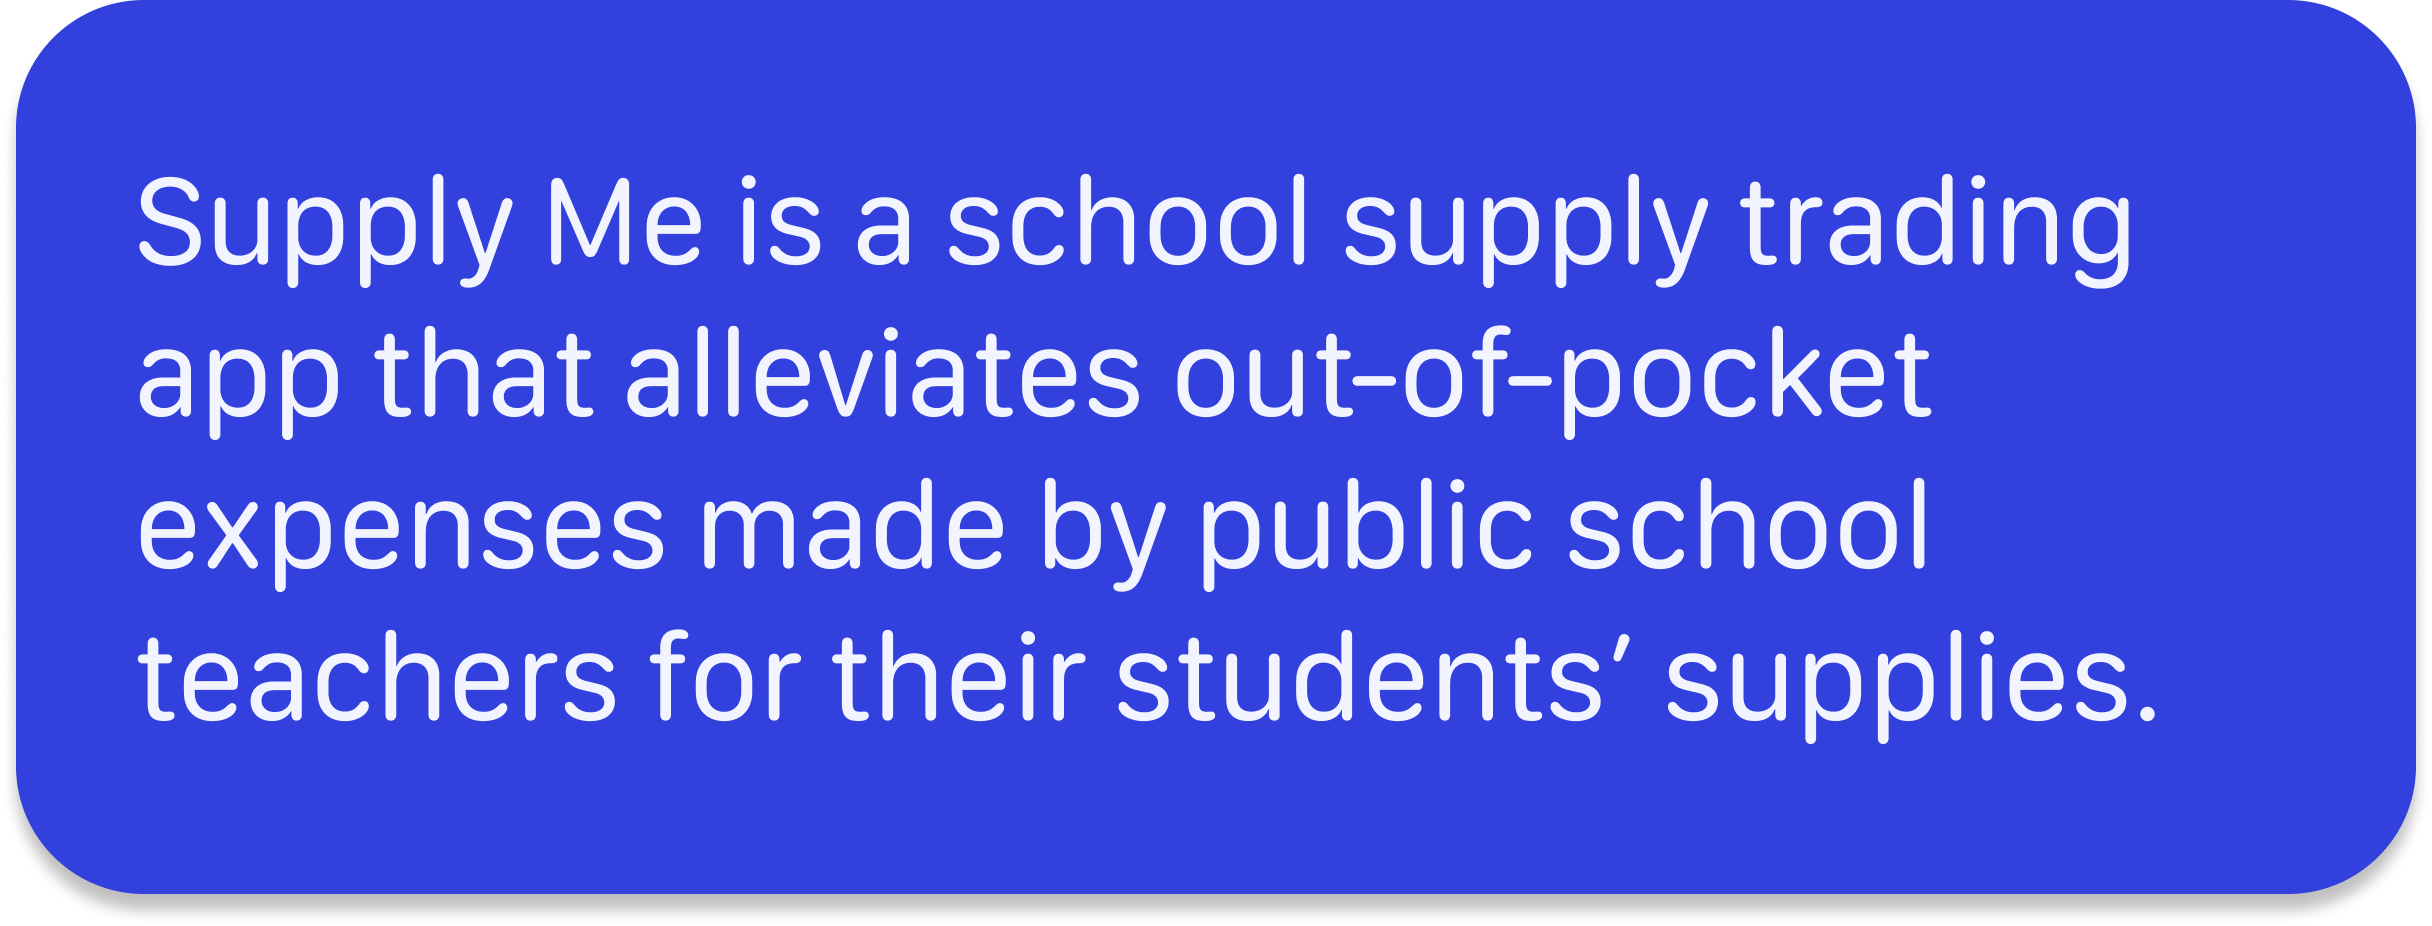 Supply Me is a school supply trading
app that alleviates out-of-pocket
expenses made by public school
teachers for their students’ supplies.